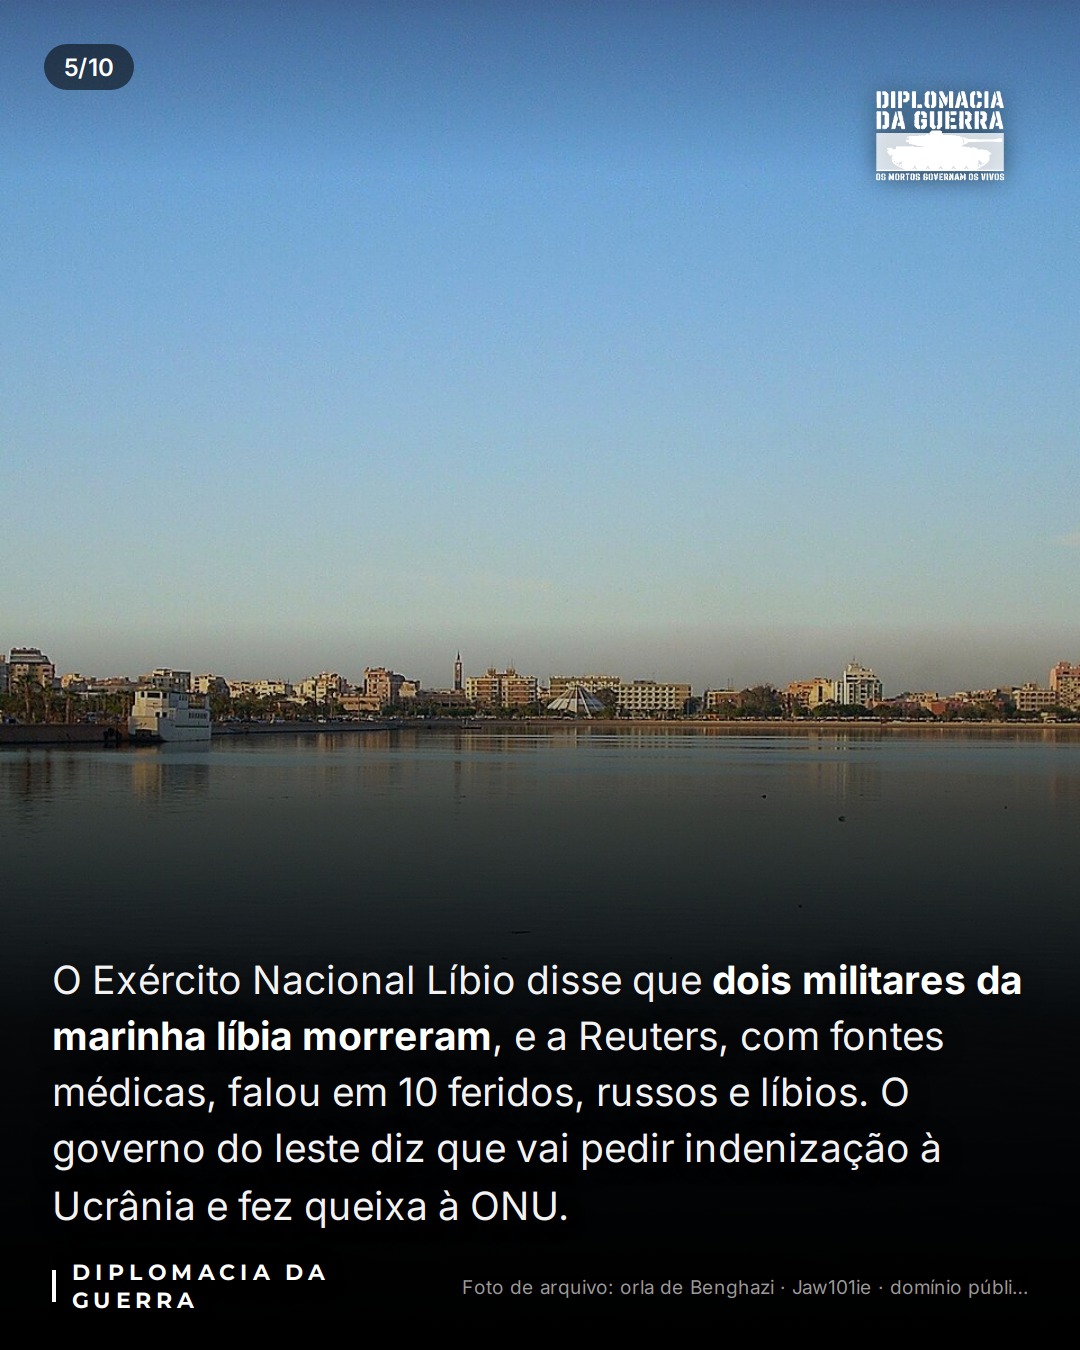 5/10
DIPLOMACIA
DA GUERRA
OS MORTOS GOVERNAM OS VIVOS
O Exército Nacional Líbio disse que dois militares da
marinha líbia morreram, e a Reuters, com fontes
médicas, falou em 10 feridos, russos e líbios. O
governo do leste diz que vai pedir indenização à
Ucrânia e fez queixa à ONU.
DIPLOMACIA DA
GUERRA
Foto de arquivo: orla de Benghazi · Jaw101ie · domínio públi...